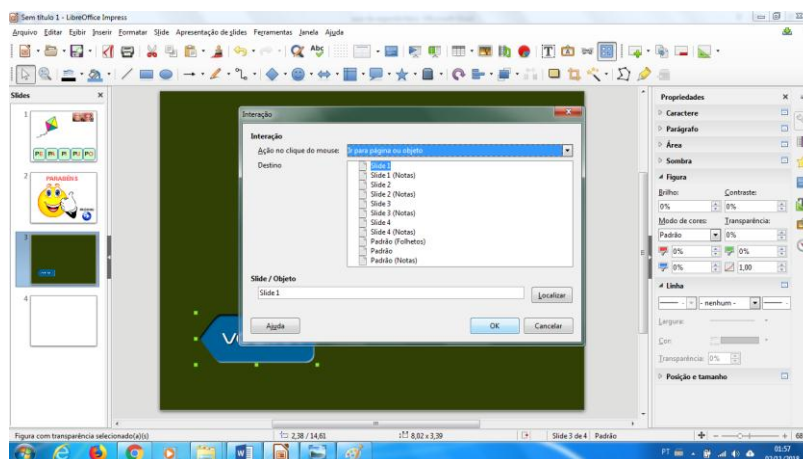 Sem título 1 - LibreOffice Impress
Arquivo Editar Exibir Inserir Formatar Slide Apresentação de slides Ferramentas Janela Ajuda
Slides
1
2
PARABÉNS
3
4
Interação
Interação
Ação no clique do mouse: Ir para página ou objeto
Destino
Slide 1
Slide 1 (Notas)
Slide 2
Slide 2 (Notas)
Slide 3
Slide 3 (Notas)
Slide 4
Slide 4 (Notas)
Padrão (Folhetos)
Padrão
Padrão (Notas)
Slide / Objeto
Slide 1
Localizar
Ajuda
OK
Cancelar
Propriedades
Caractere
Parágrafo
Área
Sombra
Figura
Brilho: Contraste:
0% 0%
Modo de cores: Transparência:
Padrão 0%
0% 0%
0% 1,00
Linha
- nenhum -
Largura:
Cor:
Transparência: 0%
Posição e tamanho
Figura com transparência selecionado(a)(s)
2,38 / 14,61
8,02 x 3,39
Slide 3 de 4
Padrão
PT
01:57